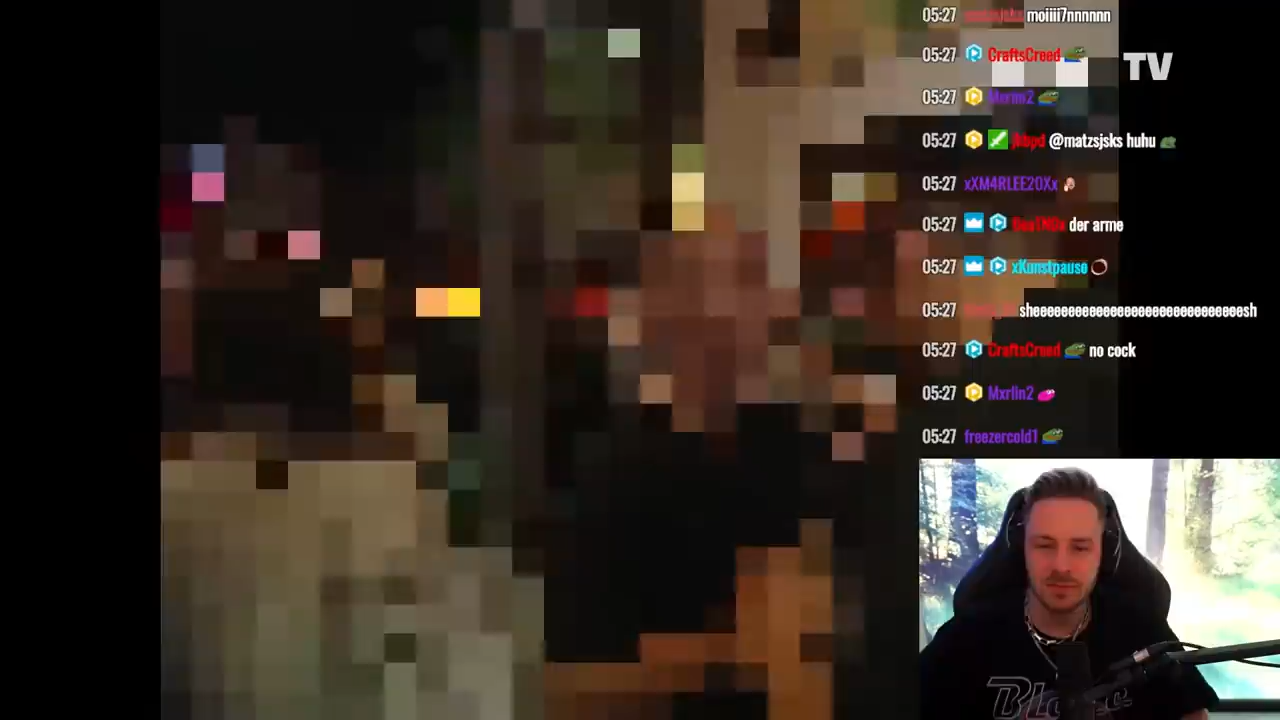 05:27 moiiii7nnnnnn
05:27 CraftsCreed
TV
05:27 Mxrlin2
05:27 @matzsjsks huhu
05:27 xXM4RLEE20Xx
05:27 der arme
05:27 xKunstpause
05:27 sheeeeeeeeeeeeeeeeeeeeeeeeeeeeeesh
05:27 CraftsCreed no cock
05:27 Mxrlin2
05:27 freezercold1